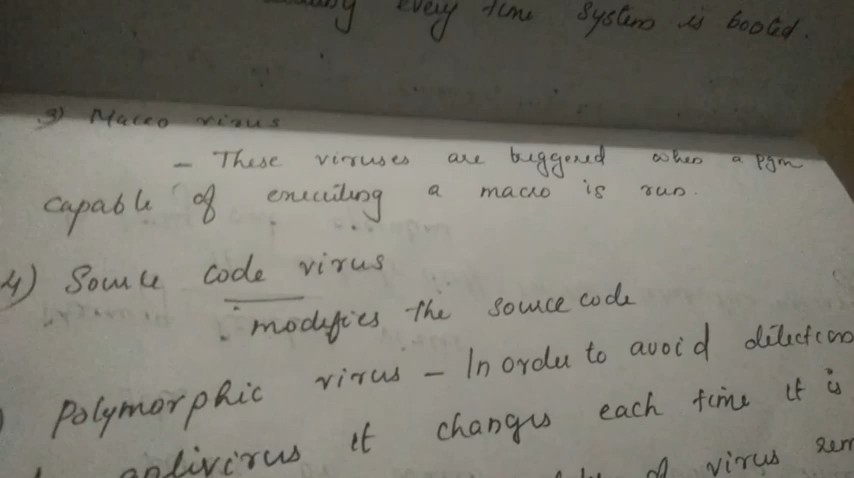 every time system is booted.
3) Macro virus
- These viruses are triggered when a pgm
capable of executing a macro is run.
4) Source code virus
. modifies the source code
Polymorphic virus - In order to avoid detection
antivirus it changes each time it is
of virus